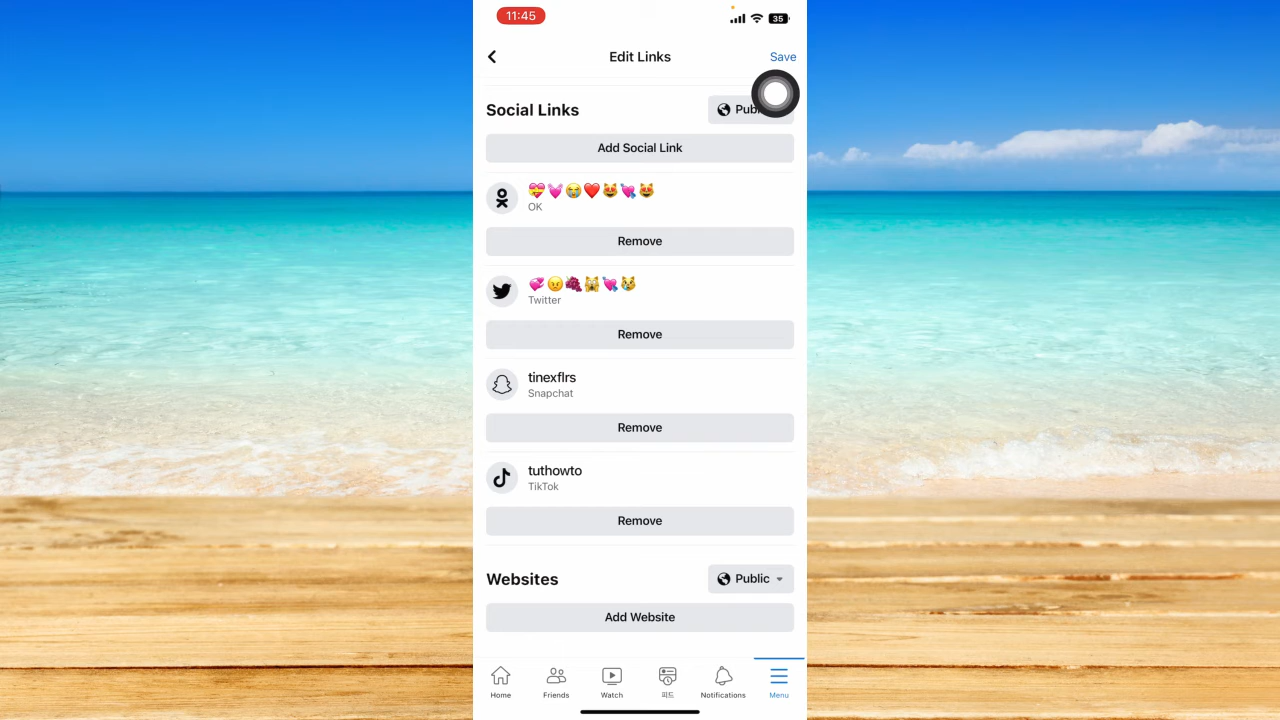 11:45
35
Edit Links
Save
Social Links
Pub
Add Social Link
💝💓😭❤️😻💘😻
OK
Remove
💞😠🍇🙀💘😿
Twitter
Remove
tinexflrs
Snapchat
Remove
tuthowto
TikTok
Remove
Websites
Public
Add Website
Home
Friends
Watch
피드
Notifications
Menu